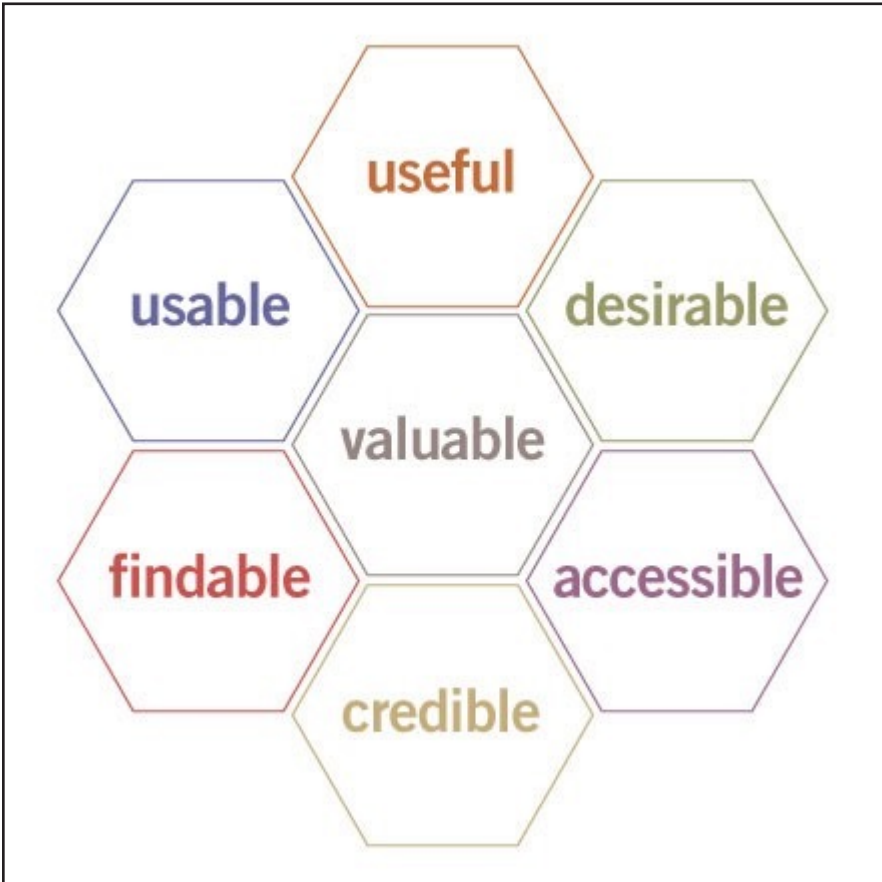 useful
usable
desirable
valuable
findable
accessible
credible